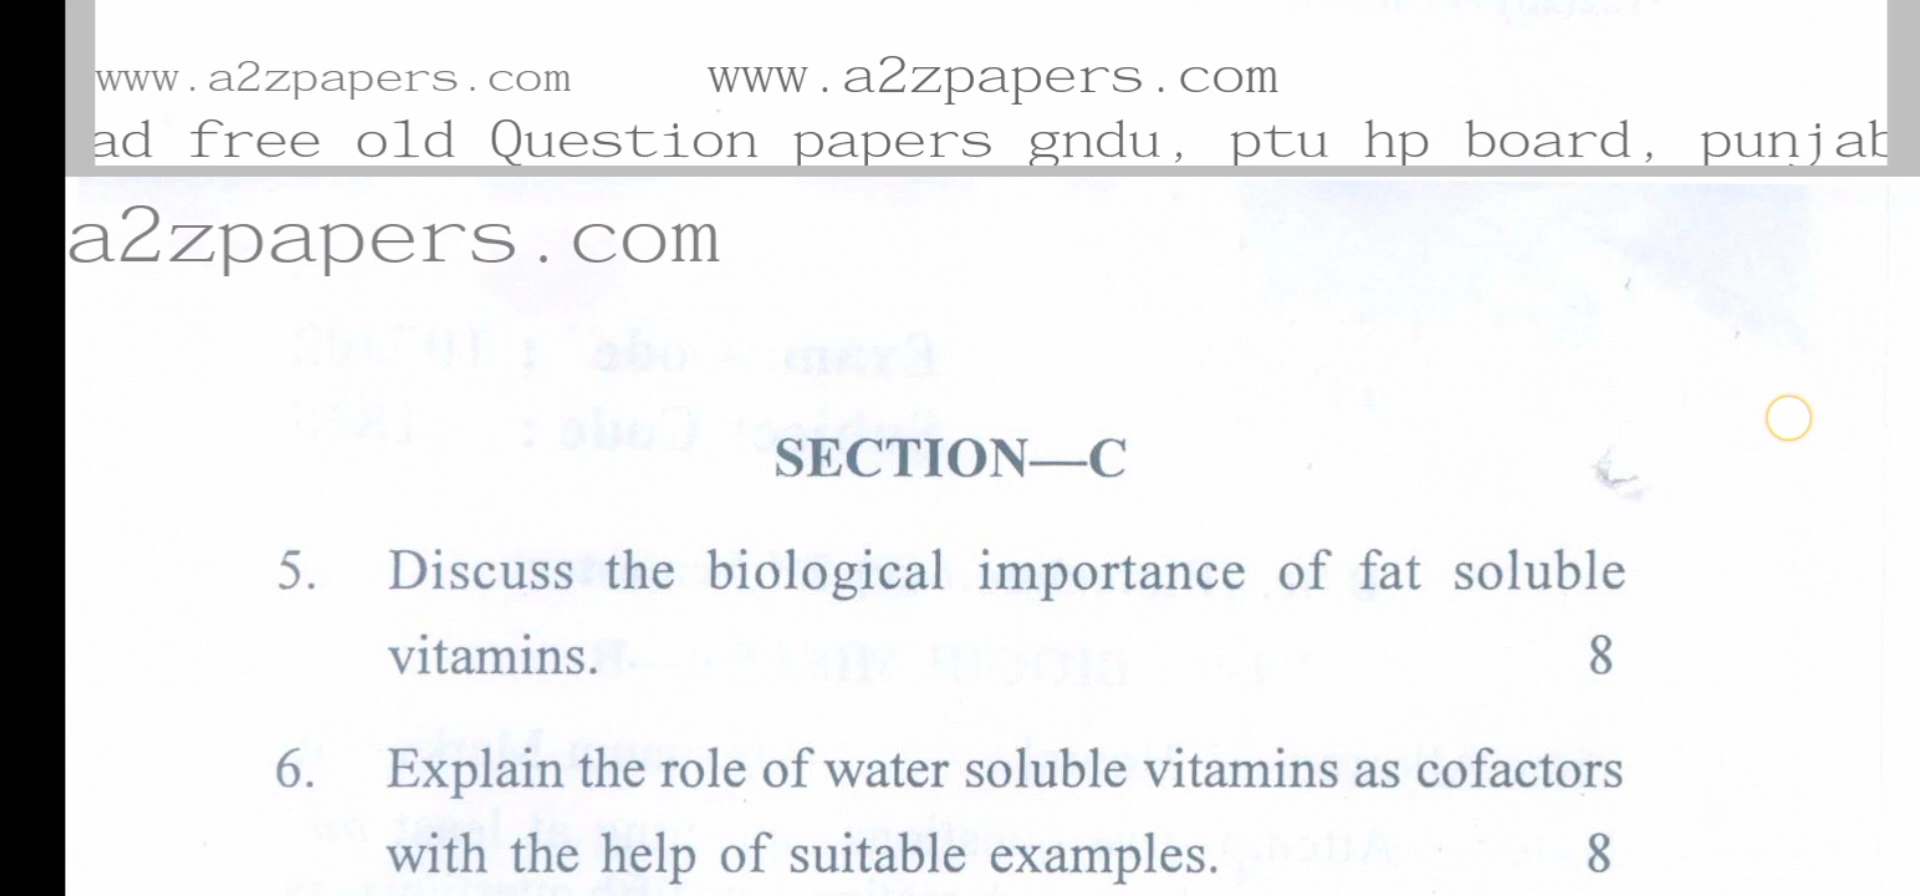 www.a2zpapers.com www.a2zpapers.com
ad free old Question papers gndu, ptu hp board, punjab
a2zpapers.com
SECTION—C
5. Discuss the biological importance of fat soluble
vitamins. 8
6. Explain the role of water soluble vitamins as cofactors
with the help of suitable examples. 8